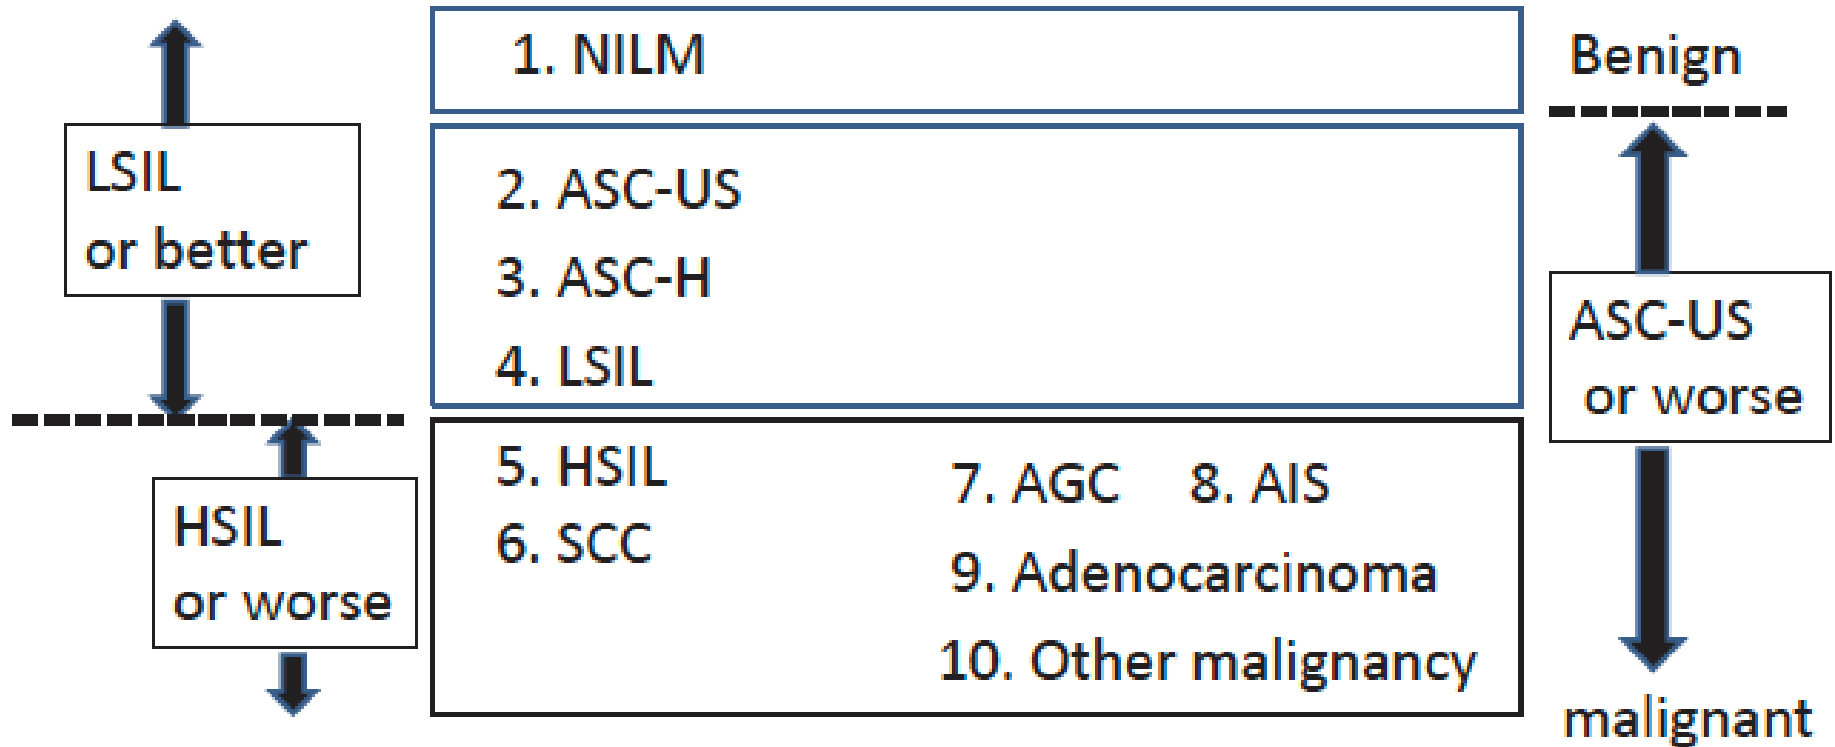 1. NILM
Benign
LSIL
or better
2. ASC-US
3. ASC-H
4. LSIL
ASC-US
or worse
HSIL
or worse
5. HSIL
6. SCC
7. AGC 8. AIS
9. Adenocarcinoma
10. Other malignancy
malignant